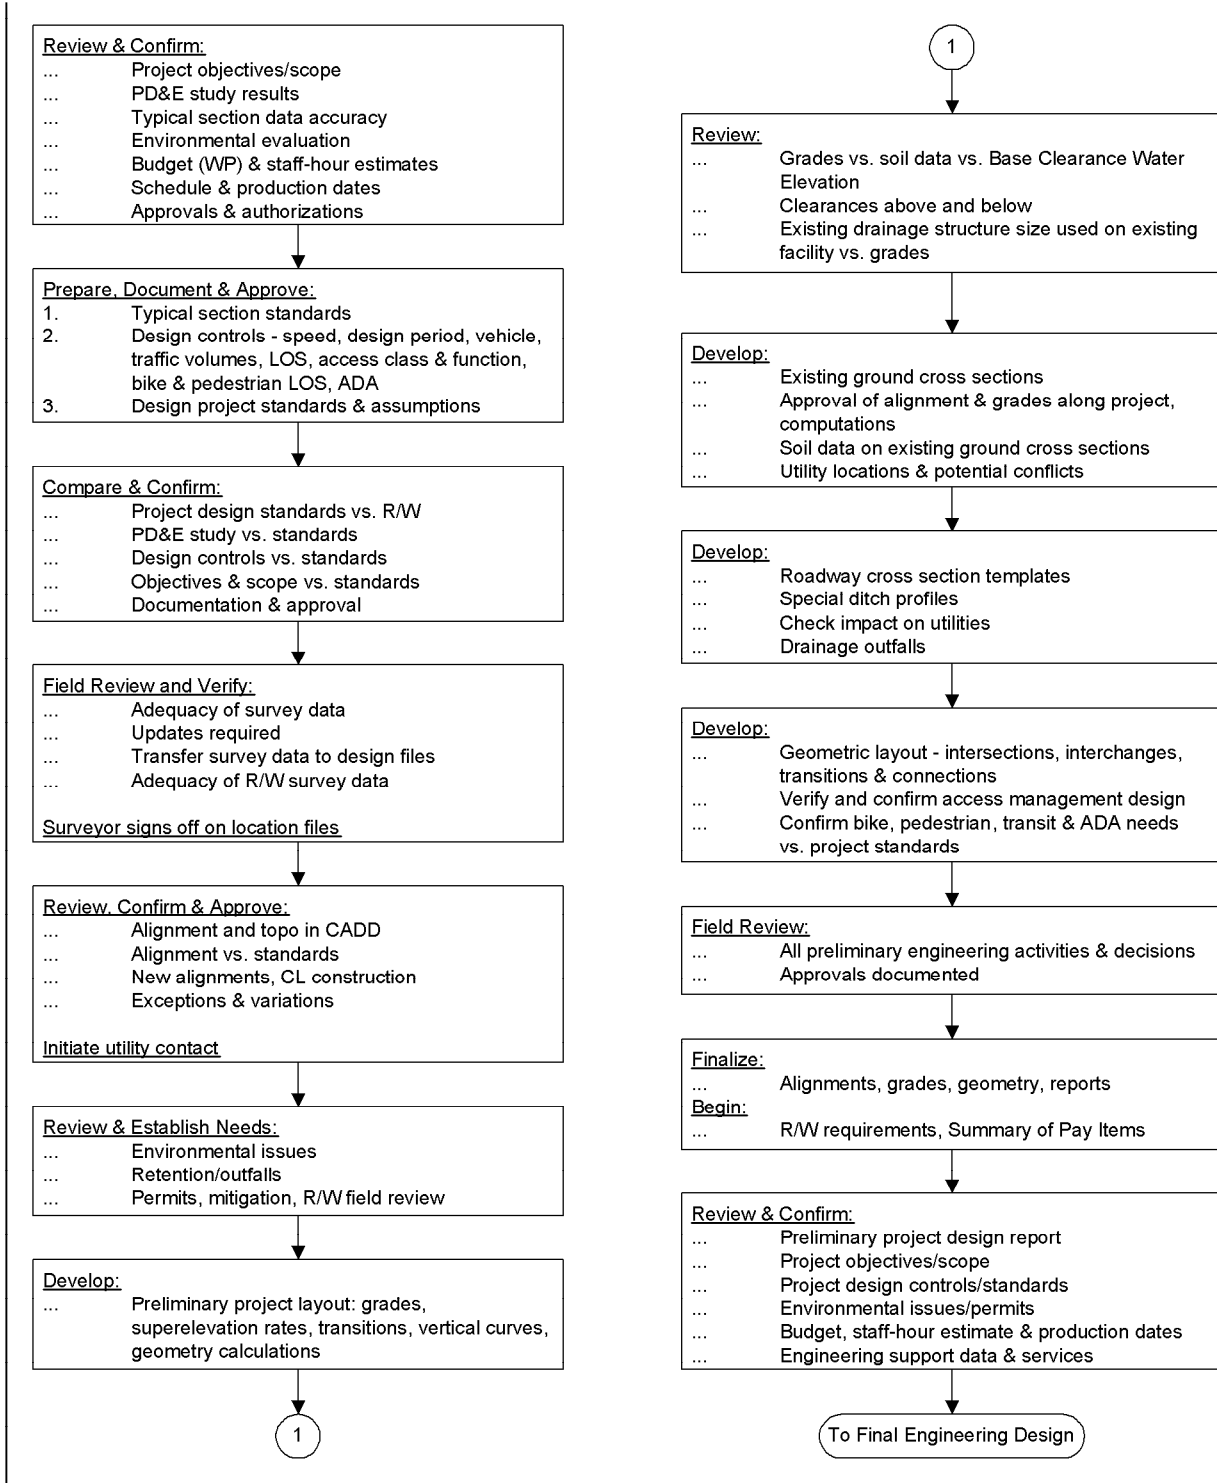 Review & Confirm:
... Project objectives/scope
... PD&E study results
... Typical section data accuracy
... Environmental evaluation
... Budget (WP) & staff-hour estimates
... Schedule & production dates
... Approvals & authorizations
Prepare, Document & Approve:
1. Typical section standards
2. Design controls - speed, design period, vehicle,
traffic volumes, LOS, access class & function,
bike & pedestrian LOS, ADA
3. Design project standards & assumptions
Compare & Confirm:
... Project design standards vs. R/W
... PD&E study vs. standards
... Design controls vs. standards
... Objectives & scope vs. standards
... Documentation & approval
Field Review and Verify:
... Adequacy of survey data
... Updates required
... Transfer survey data to design files
... Adequacy of R/W survey data
Surveyor signs off on location files
Review, Confirm & Approve:
... Alignment and topo in CADD
... Alignment vs. standards
... New alignments, CL construction
... Exceptions & variations
Initiate utility contact
Review & Establish Needs:
... Environmental issues
... Retention/outfalls
... Permits, mitigation, R/W field review
Develop:
... Preliminary project layout: grades,
superelevation rates, transitions, vertical curves,
geometry calculations
1
1
Review:
... Grades vs. soil data vs. Base Clearance Water
Elevation
... Clearances above and below
... Existing drainage structure size used on existing
facility vs. grades
Develop:
... Existing ground cross sections
... Approval of alignment & grades along project,
computations
... Soil data on existing ground cross sections
... Utility locations & potential conflicts
Develop:
... Roadway cross section templates
... Special ditch profiles
... Check impact on utilities
... Drainage outfalls
Develop:
... Geometric layout - intersections, interchanges,
transitions & connections
... Verify and confirm access management design
... Confirm bike, pedestrian, transit & ADA needs
vs. project standards
Field Review:
... All preliminary engineering activities & decisions
... Approvals documented
Finalize:
... Alignments, grades, geometry, reports
Begin:
... R/W requirements, Summary of Pay Items
Review & Confirm:
... Preliminary project design report
... Project objectives/scope
... Project design controls/standards
... Environmental issues/permits
... Budget, staff-hour estimate & production dates
... Engineering support data & services
To Final Engineering Design